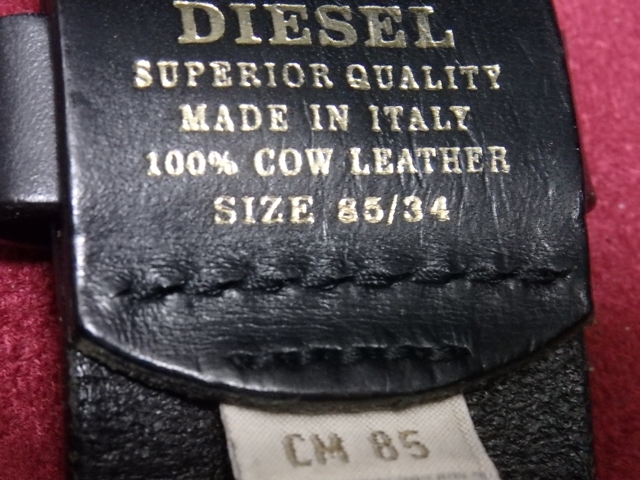 DIESEL
SUPERIOR QUALITY
MADE IN ITALY
100% COW LEATHER
SIZE 85/34
CM 85